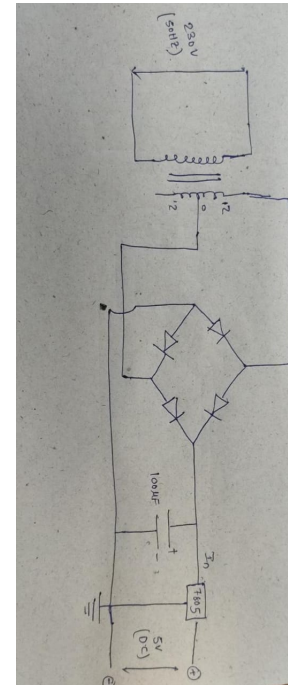 230V
(50HZ)
12
0
12
100μF
+
-
In
7805
5V
(DC)
+